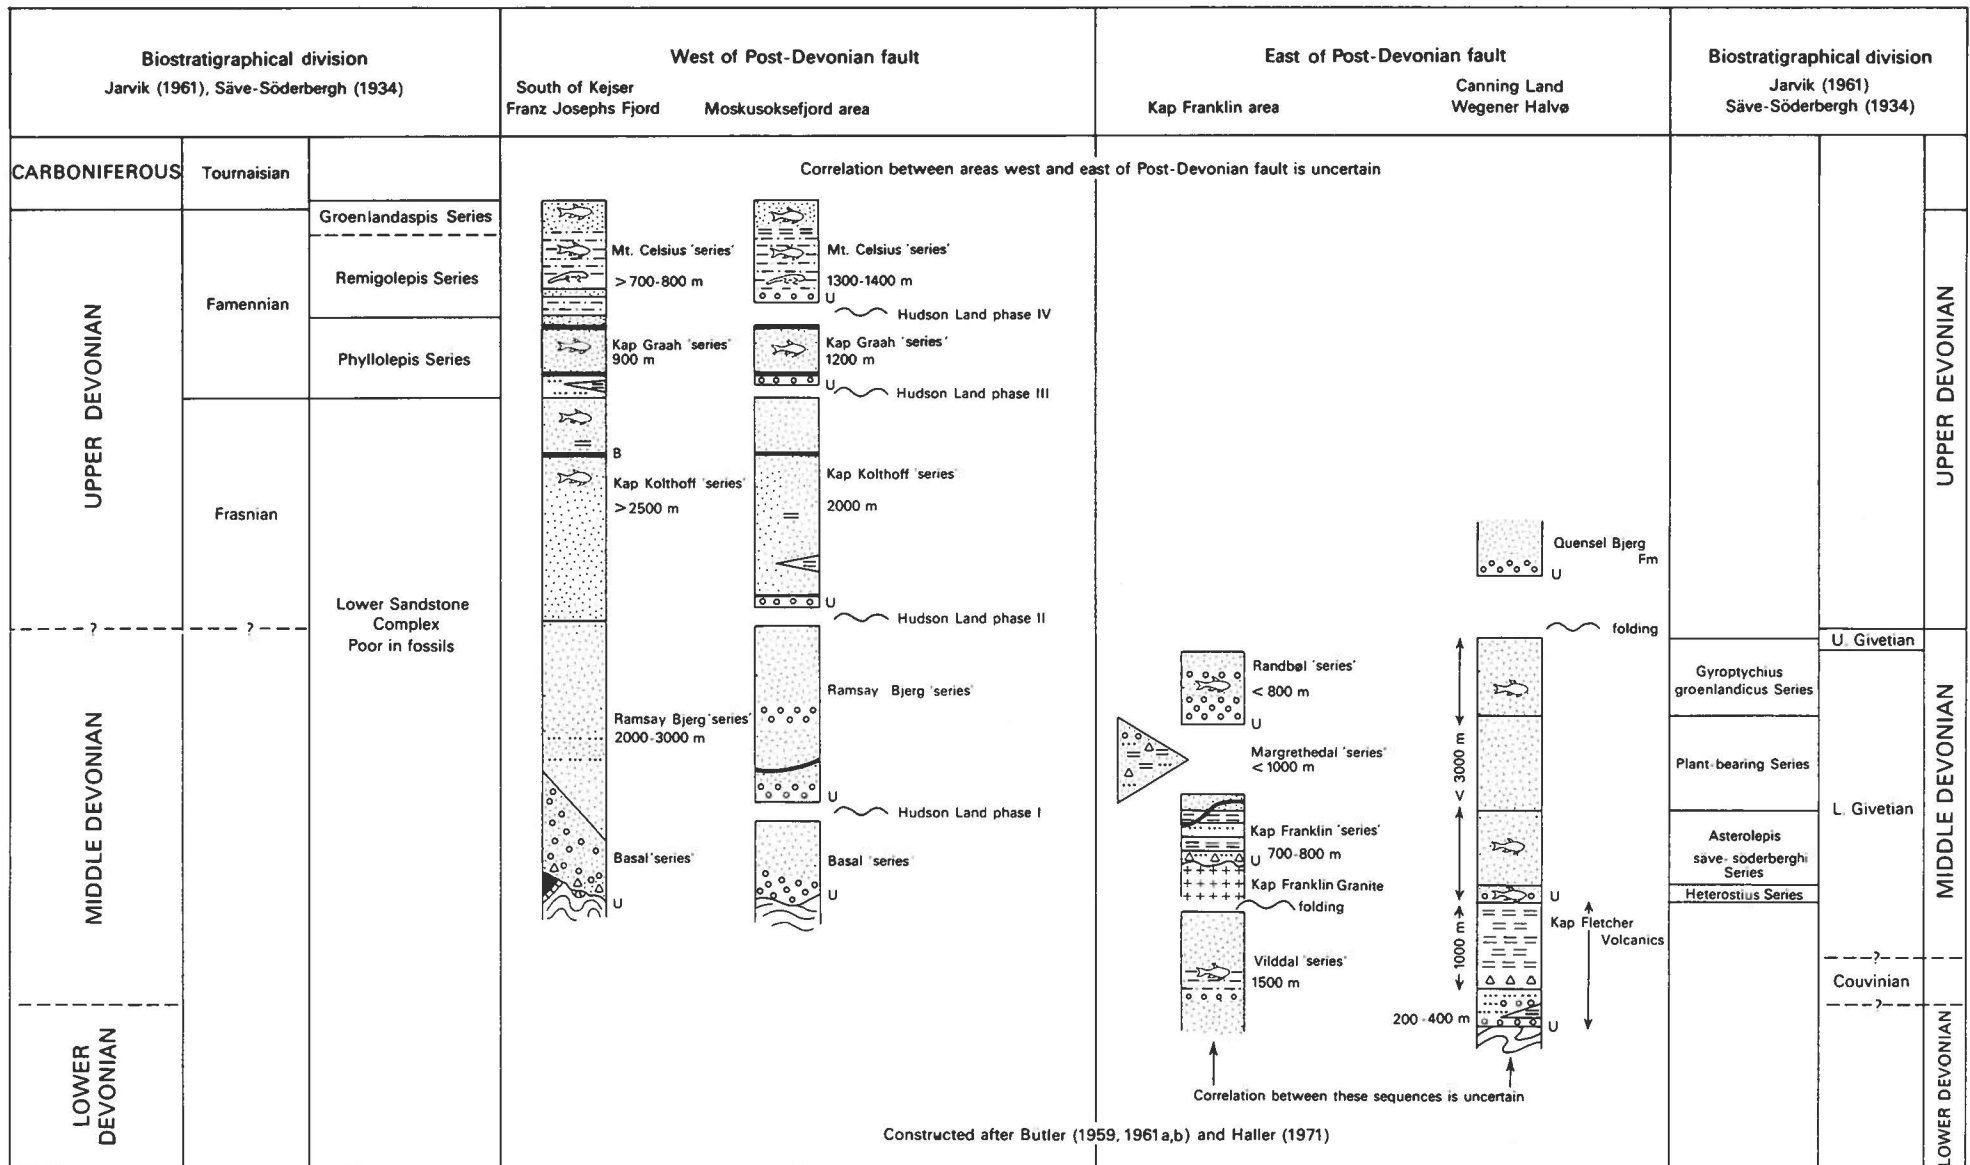 Biostratigraphical division
Jarvik (1961), Säve-Söderbergh (1934)
West of Post-Devonian fault
South of Kejser
Franz Josephs Fjord
Moskusoksefjord area
East of Post-Devonian fault
Kap Franklin area
Canning Land
Wegener Halvø
Biostratigraphical division
Jarvik (1961)
Säve-Söderbergh (1934)
CARBONIFEROUS
Tournaisian
Correlation between areas west and east of Post-Devonian fault is uncertain
UPPER DEVONIAN
Famennian
Groenlandaspis Series
Remigolepis Series
Phyllolepis Series
Frasnian
Lower Sandstone
Complex
Poor in fossils
?
?
MIDDLE DEVONIAN
LOWER
DEVONIAN
Mt. Celsius 'series'
>700-800 m
Kap Graah 'series'
900 m
B
Kap Kolthoff 'series'
>2500 m
Ramsay Bjerg 'series'
2000-3000 m
Basal 'series'
U
Mt. Celsius 'series'
1300-1400 m
U
Hudson Land phase IV
Kap Graah 'series'
1200 m
U
Hudson Land phase III
Kap Kolthoff 'series'
2000 m
U
Hudson Land phase II
Ramsay Bjerg 'series'
U
Hudson Land phase I
Basal 'series'
U
Randbøl 'series'
< 800 m
U
Margrethedal 'series'
<1000 m
Kap Franklin 'series'
700-800 m
U
Kap Franklin Granite
folding
Vilddal 'series'
1500 m
Quensel Bjerg
Fm
U
folding
< 3000 m
U
Kap Fletcher
Volcanics
1000 m
200-400 m
U
Correlation between these sequences is uncertain
Constructed after Bütler (1959, 1961a,b) and Haller (1971)
Gyroptychius
groenlandicus Series
Plant-bearing Series
Asterolepis
säve-söderberghi
Series
Heterostius Series
U. Givetian
L. Givetian
?
Couvinian
?
UPPER DEVONIAN
MIDDLE DEVONIAN
LOWER DEVONIAN